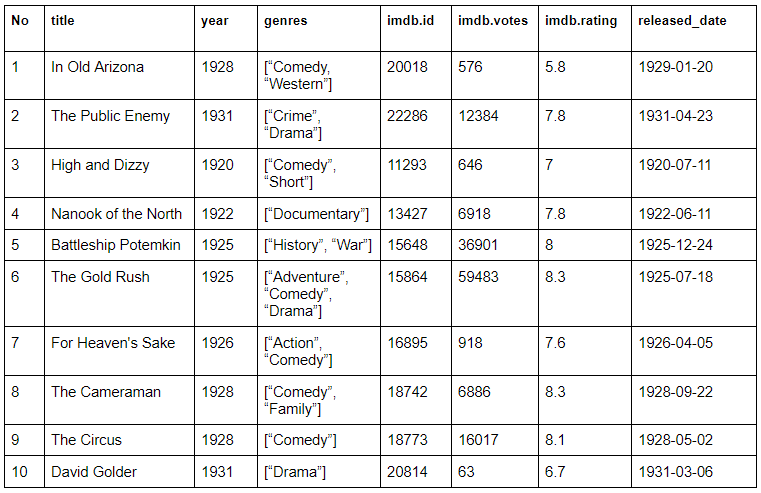 No title year genres imdb.id imdb.votes imdb.rating released_date
1 In Old Arizona 1928 [“Comedy, 20018 576 5.8 1929-01-20
“Western”]
2 The Public Enemy 1931 [“Crime”, 22286 12384 7.8 1931-04-23
“Drama”]
3 High and Dizzy 1920 [“Comedy”, 11293 646 7 1920-07-11
“Short”]
4 Nanook of the North 1922 [“Documentary”] 13427 6918 7.8 1922-06-11
5 Battleship Potemkin 1925 [“History”, “War”] 15648 36901 8 1925-12-24
6 The Gold Rush 1925 [“Adventure”, 15864 59483 8.3 1925-07-18
“Comedy”,
“Drama”]
7 For Heaven's Sake 1926 [“Action”, 16895 918 7.6 1926-04-05
“Comedy”]
8 The Cameraman 1928 [“Comedy”, 18742 6886 8.3 1928-09-22
“Family”]
9 The Circus 1928 [“Comedy”] 18773 16017 8.1 1928-05-02
10 David Golder 1931 [“Drama”] 20814 63 6.7 1931-03-06